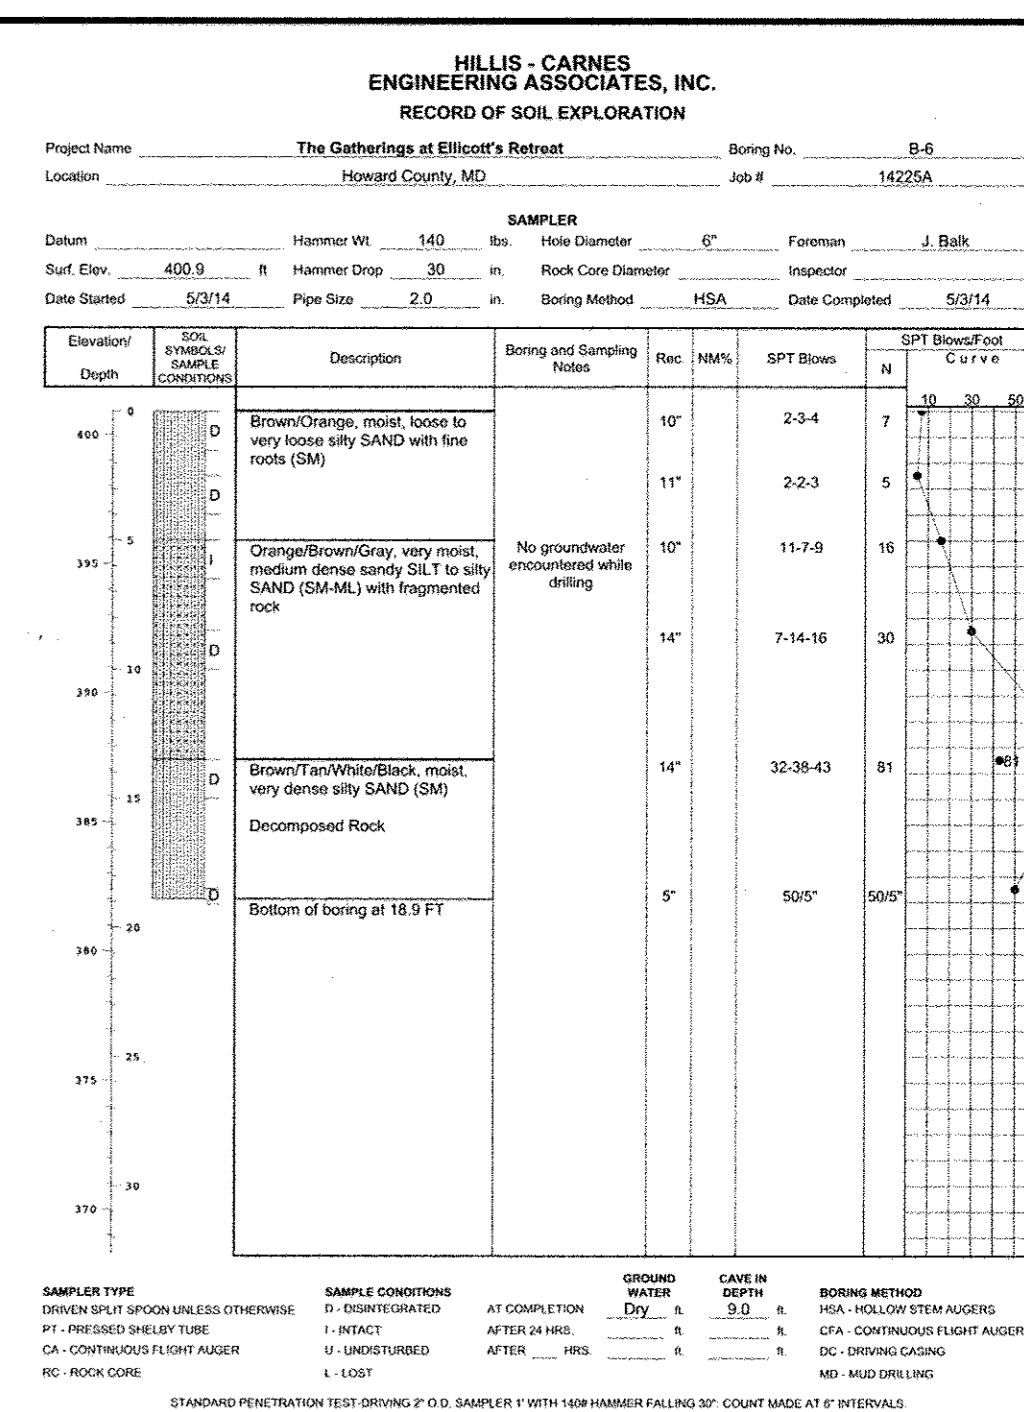 HILLIS - CARNES
ENGINEERING ASSOCIATES, INC.
RECORD OF SOIL EXPLORATION
Project Name The Gatherings at Ellicott's Retreat Boring No. B-6
Location Howard County, MD Job # 14225A
SAMPLER
Datum Hammer Wt. 140 lbs. Hole Diameter 6" Foreman J. Balk
Surf. Elev. 400.9 ft Hammer Drop 30 in. Rock Core Diameter Inspector
Date Started 5/3/14 Pipe Size 2.0 in. Boring Method HSA Date Completed 5/3/14
Elevation/
Depth
SOIL
SYMBOLS/
SAMPLE
CONDITIONS
Description
Boring and Sampling
Notes
Rec. NM% SPT Blows
SPT Blows/Foot
N Curve
10 30 50
0
400 D Brown/Orange, moist, loose to 10" 2-3-4 7
very loose silty SAND with fine
roots (SM)
D 11" 2-2-3 5
5
395 I Orange/Brown/Gray, very moist, No groundwater 10" 11-7-9 16
medium dense sandy SILT to silty encountered while
SAND (SM-ML) with fragmented drilling
rock
D 14" 7-14-16 30
10
390
D Brown/Tan/White/Black, moist, 14" 32-38-43 81 81
very dense silty SAND (SM)
15
385 Decomposed Rock
D 5" 50/5" 50/5"
Bottom of boring at 18.9 FT
20
380
25
375
30
370
SAMPLER TYPE
DRIVEN SPLIT SPOON UNLESS OTHERWISE
PT - PRESSED SHELBY TUBE
CA - CONTINUOUS FLIGHT AUGER
RC - ROCK CORE
SAMPLE CONDITIONS
D - DISINTEGRATED
I - INTACT
U - UNDISTURBED
L - LOST
GROUND
WATER
CAVE IN
DEPTH
AT COMPLETION Dry ft. 9.0 ft.
AFTER 24 HRS. ft. ft.
AFTER HRS. ft. ft.
BORING METHOD
HSA - HOLLOW STEM AUGERS
CFA - CONTINUOUS FLIGHT AUGER
DC - DRIVING CASING
MD - MUD DRILLING
STANDARD PENETRATION TEST-DRIVING 2" O.D. SAMPLER 1' WITH 140# HAMMER FALLING 30": COUNT MADE AT 6" INTERVALS.